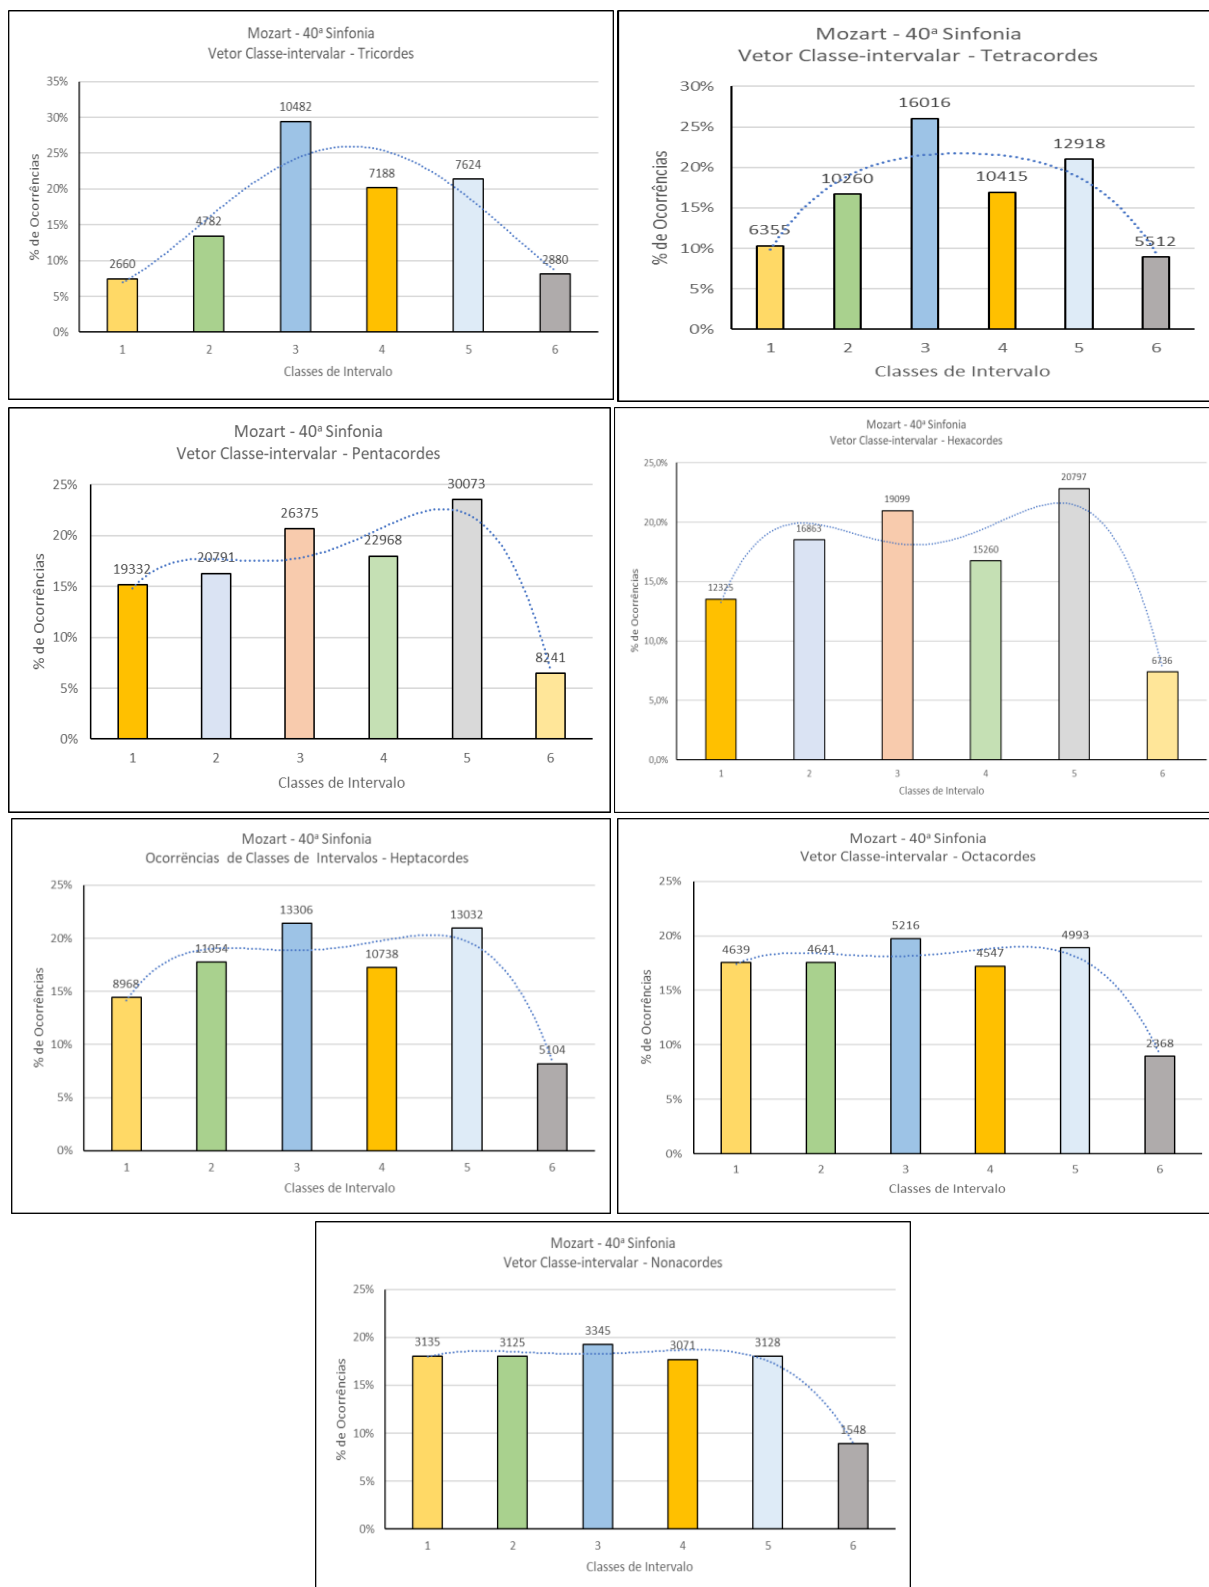 Mozart - 40ª Sinfonia
Vetor Classe-intervalar - Tricordes
% de Ocorrências
35%
30%
25%
20%
15%
10%
5%
0%
2660
4782
10482
7188
7624
2880
1 2 3 4 5 6
Classes de Intervalo
Mozart - 40ª Sinfonia
Vetor Classe-intervalar - Tetracordes
% de Ocorrências
30%
25%
20%
15%
10%
5%
0%
6355
10260
16016
10415
12918
5512
1 2 3 4 5 6
Classes de Intervalo
Mozart - 40ª Sinfonia
Vetor Classe-intervalar - Pentacordes
% de Ocorrências
25%
20%
15%
10%
5%
0%
19332
20791
26375
22968
30073
8241
1 2 3 4 5 6
Classes de Intervalo
Mozart - 40ª Sinfonia
Vetor Classe-intervalar - Hexacordes
% de Ocorrências
25,0%
20,0%
15,0%
10,0%
5,0%
0,0%
12325
16863
19099
15260
20797
6736
1 2 3 4 5 6
Classes de Intervalo
Mozart - 40ª Sinfonia
Ocorrëncias de Classes de Intervalos - Heptacordes
% de Ocorrências
25%
20%
15%
10%
5%
0%
8968
11054
13306
10738
13032
5104
1 2 3 4 5 6
Classes de Intervalo
Mozart - 40ª Sinfonia
Vetor Classe-intervalar - Octacordes
% de Ocorrências
25%
20%
15%
10%
5%
0%
4639
4641
5216
4547
4993
2368
1 2 3 4 5 6
Classes de Intervalo
Mozart - 40ª Sinfonia
Vetor Classe-intervalar - Nonacordes
% de Ocorrências
25%
20%
15%
10%
5%
0%
3135
3125
3345
3071
3128
1548
1 2 3 4 5 6
Classes de Intervalo